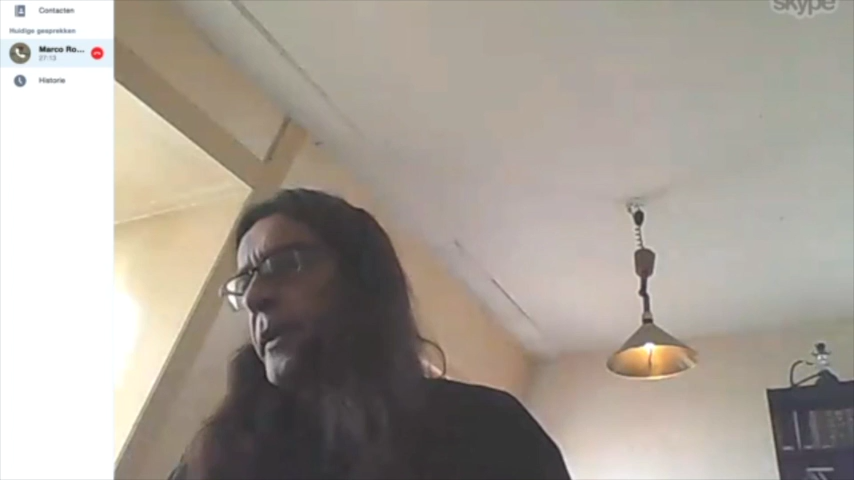 Contacten
Huidige gesprekken
Marco Ro...
27:13
Historie
skype